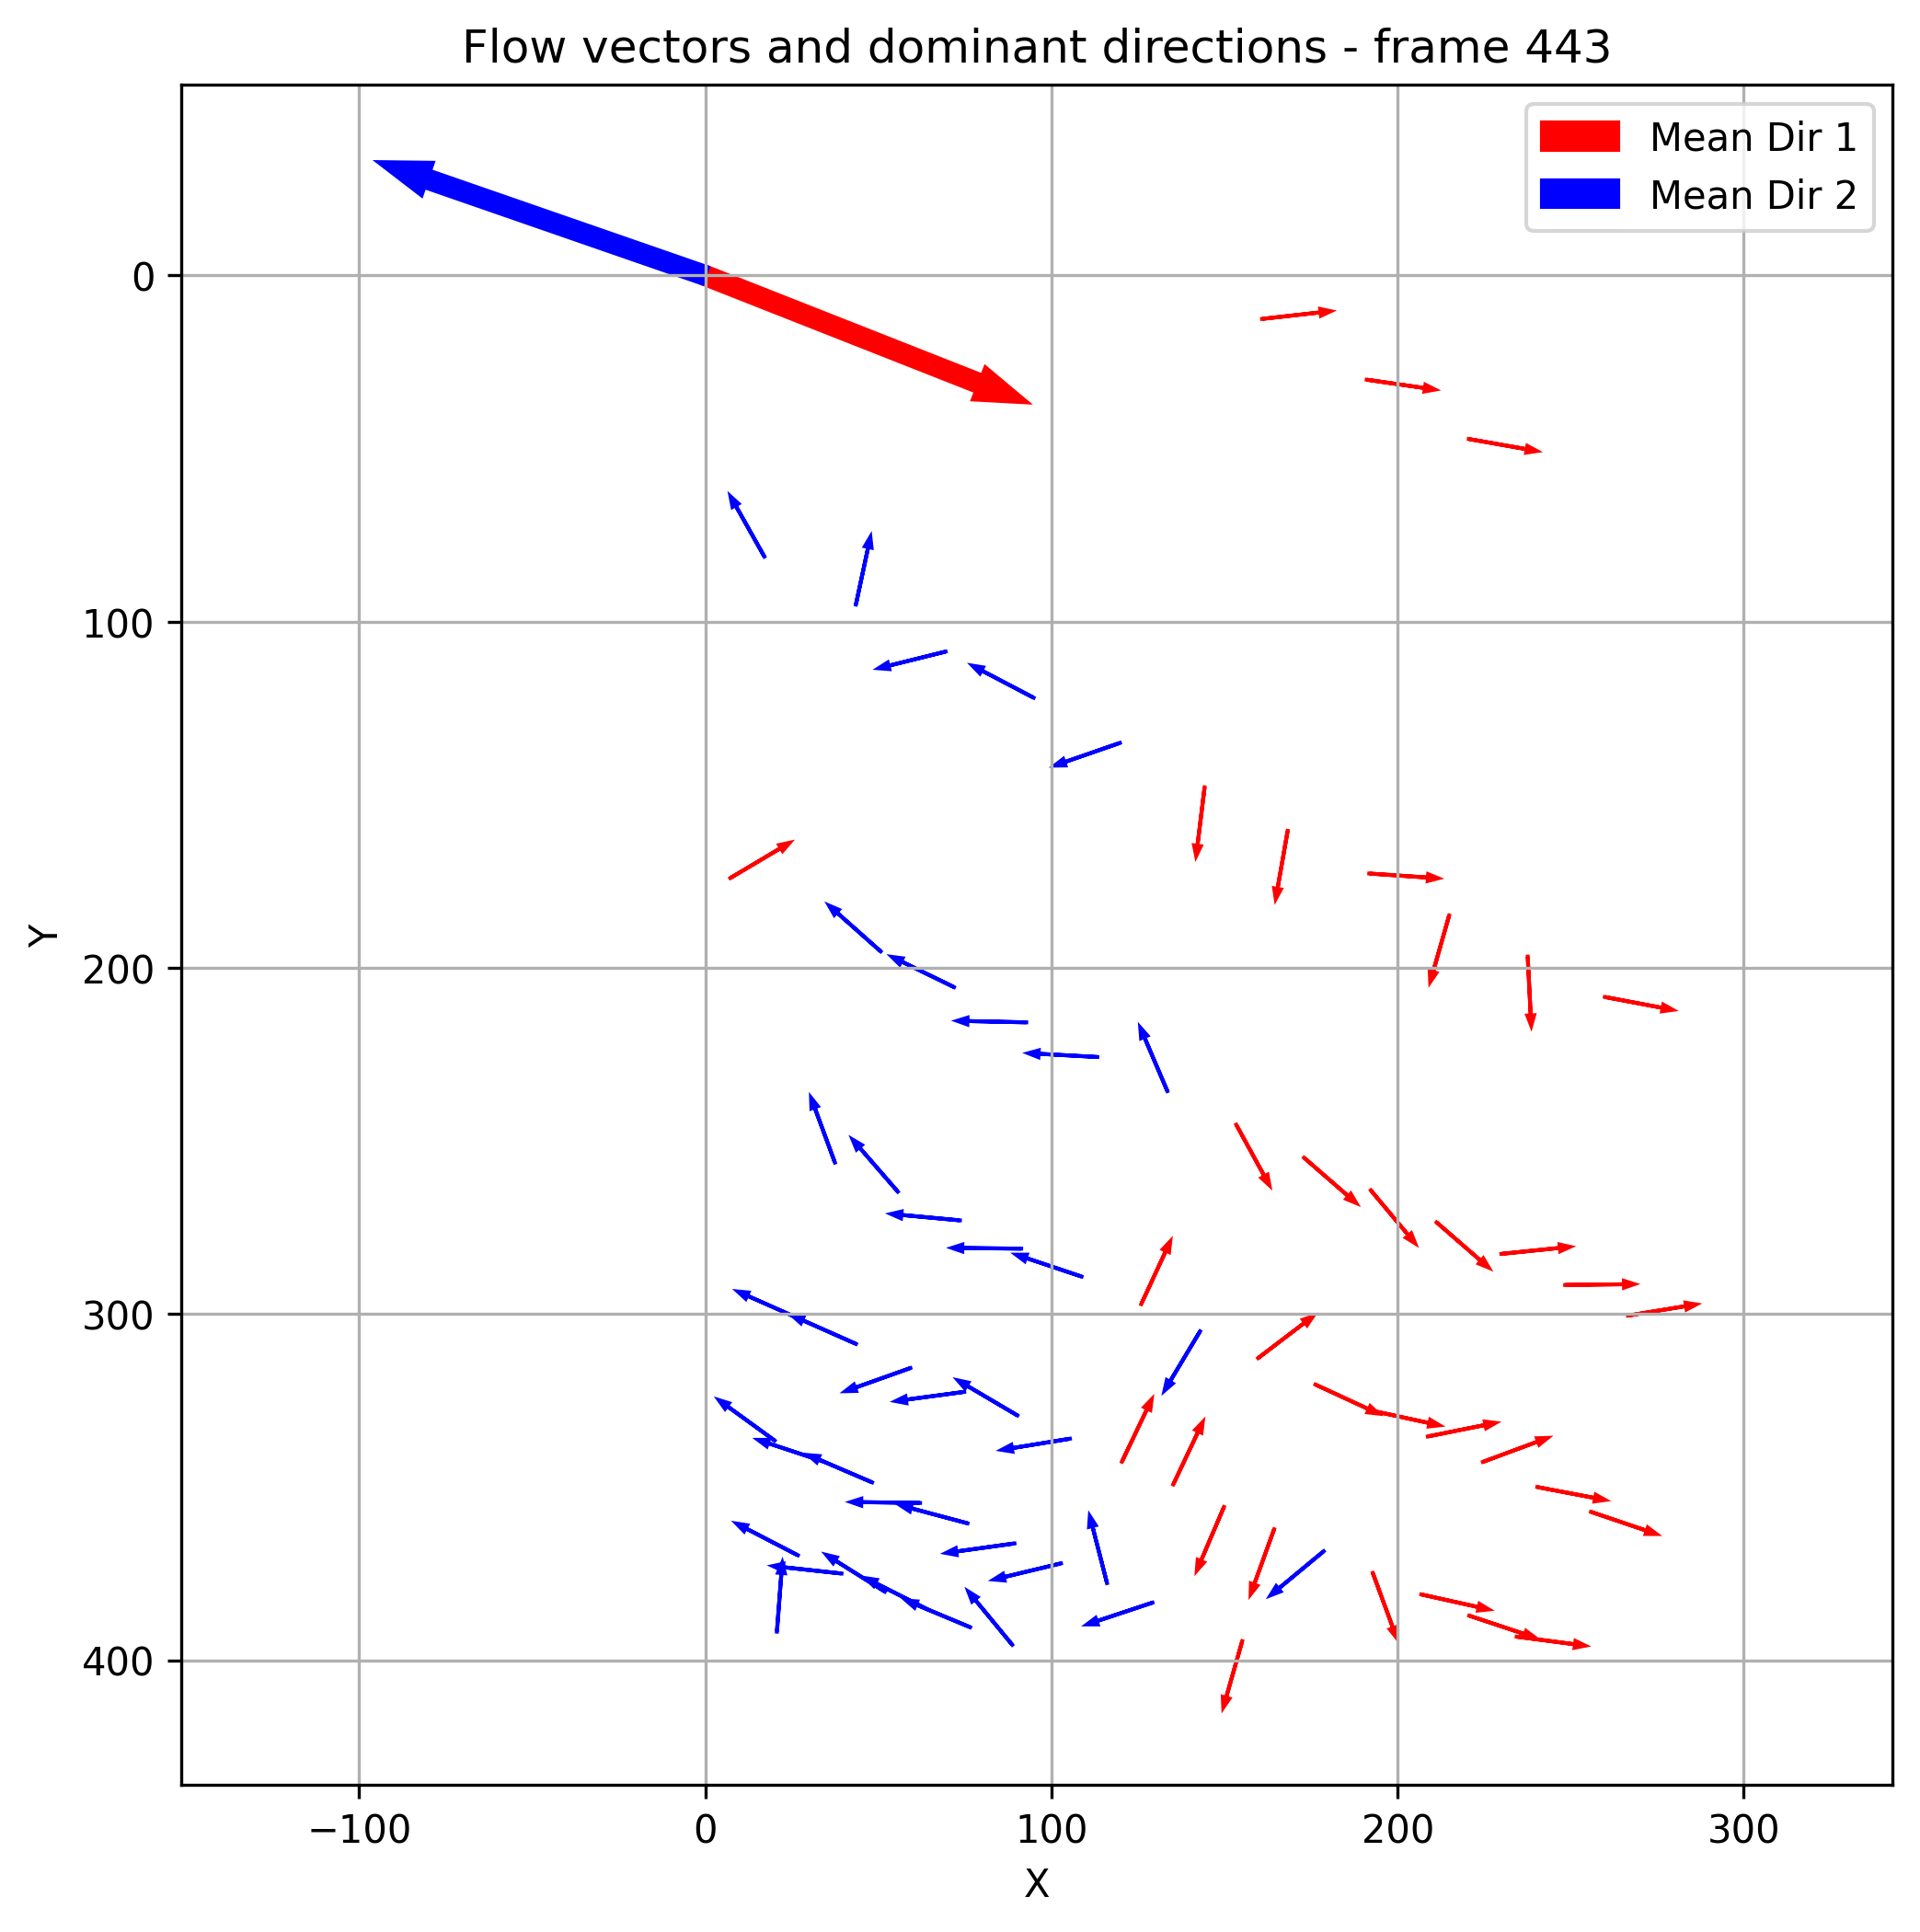 Flow vectors and dominant directions - frame 443
Mean Dir 1
Mean Dir 2
0
100
200
300
400
Y
−100
0
100
200
300
X